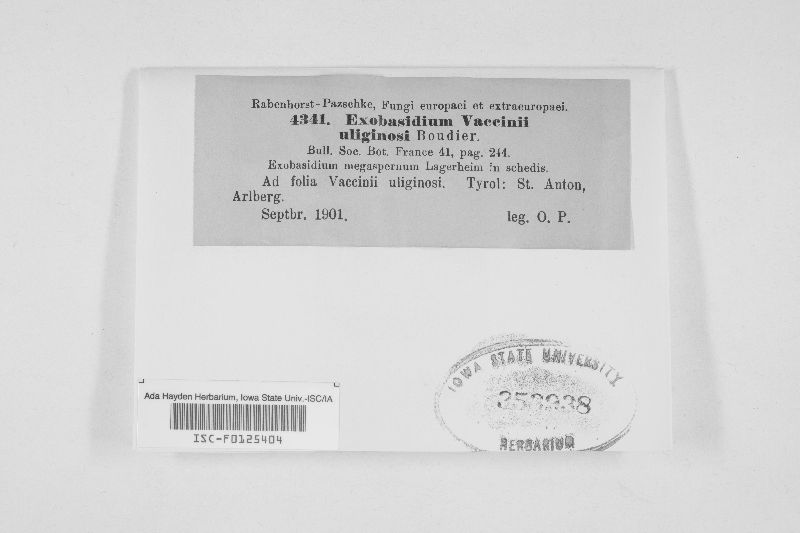 Rabenhorst-Pazschke, Fungi europaei et extraeuropaei.
4341. Exobasidium Vaccinii
uliginosi Boudier.
Bull. Soc. Bot. France 41, pag. 244.
Exobasidium megaspermum Lagerheim in schedis.
Ad folia Vaccinii uliginosi. Tyrol: St. Anton,
Arlberg.
Septbr. 1901. leg. O. P.
IOWA STATE UNIVERSITY
HERBARIUM
Ada Hayden Herbarium, Iowa State Univ.-ISC/IA
ISC-F0125404